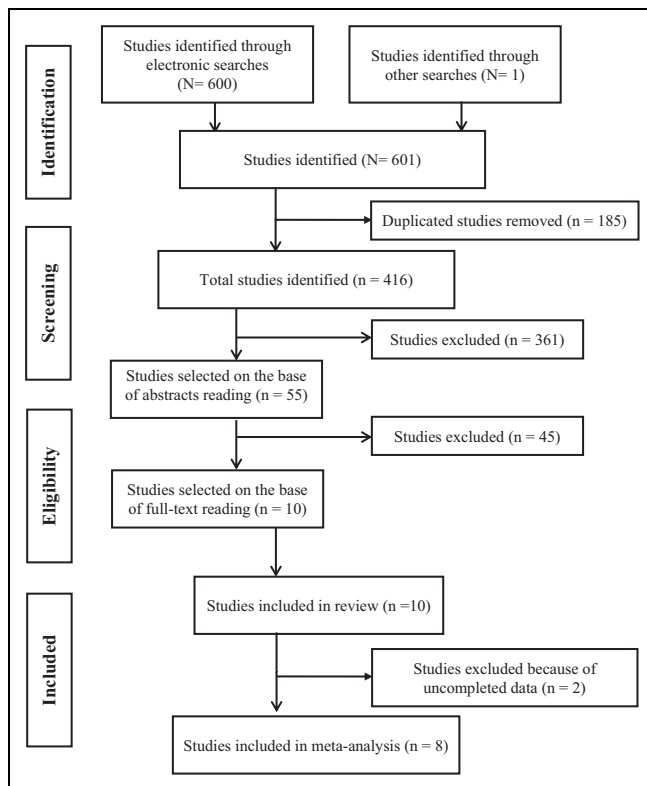 Studies identified through
electronic searches
(N= 600)
Studies identified through
other searches (N= 1)
Identification
Studies identified (N= 601)
Duplicated studies removed (n = 185)
Screening
Total studies identified (n = 416)
Studies excluded (n = 361)
Studies selected on the base
of abstracts reading (n = 55)
Studies excluded (n = 45)
Eligibility
Studies selected on the base
of full-text reading (n = 10)
Studies included in review (n =10)
Included
Studies excluded because of
uncompleted data (n = 2)
Studies included in meta-analysis (n = 8)